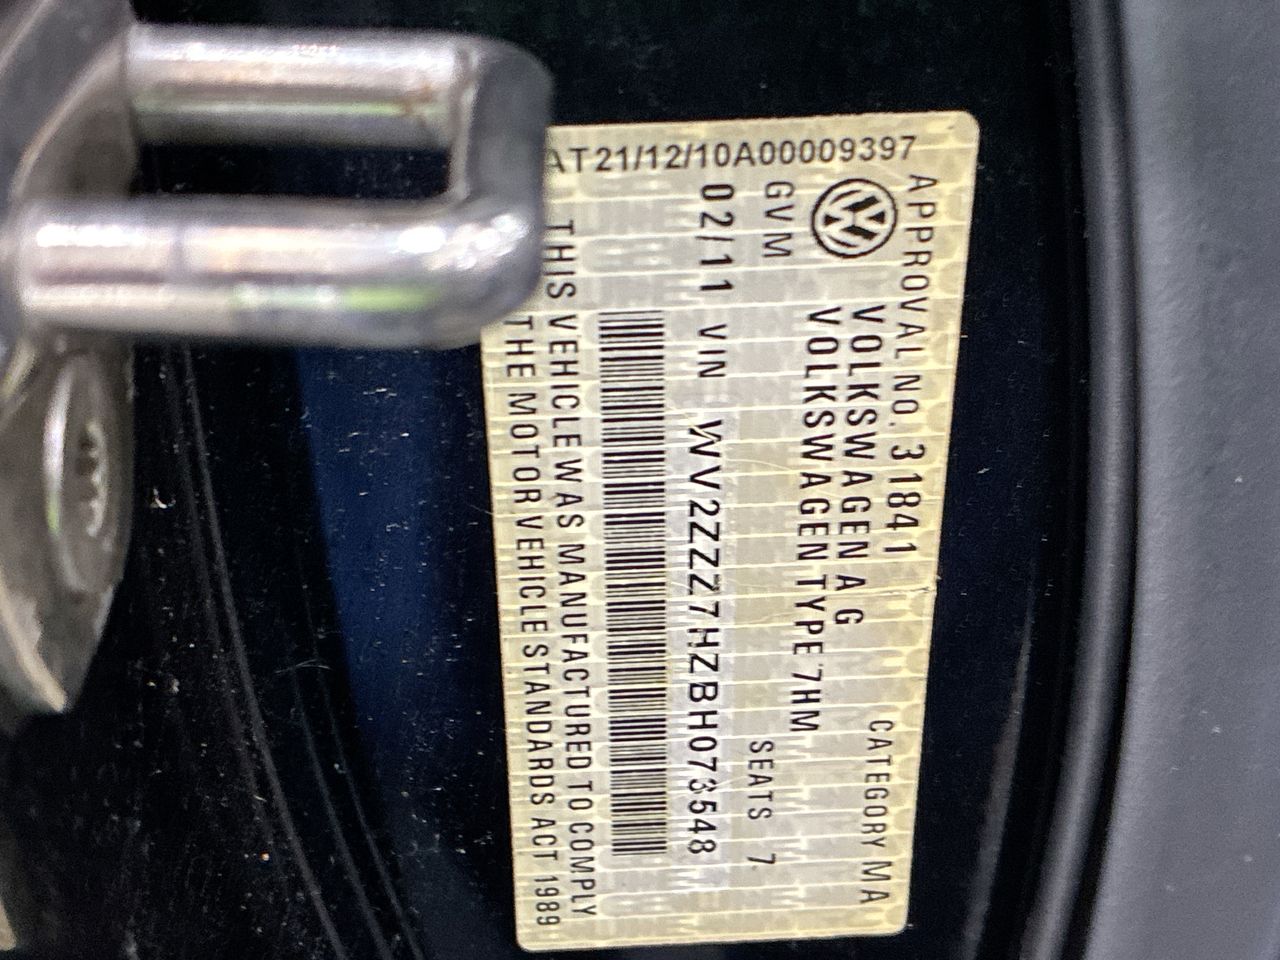 AT21/12/10A00009397
APPROVAL NO. 31841 CATEGORY MA
VOLKSWAGEN AG
VOLKSWAGEN TYPE 7HM
GVM SEATS 7
02/11 VIN WV2ZZZ7HZBH073548
THIS VEHICLE WAS MANUFACTURED TO COMPLY
THE MOTOR VEHICLE STANDARDS ACT 1989